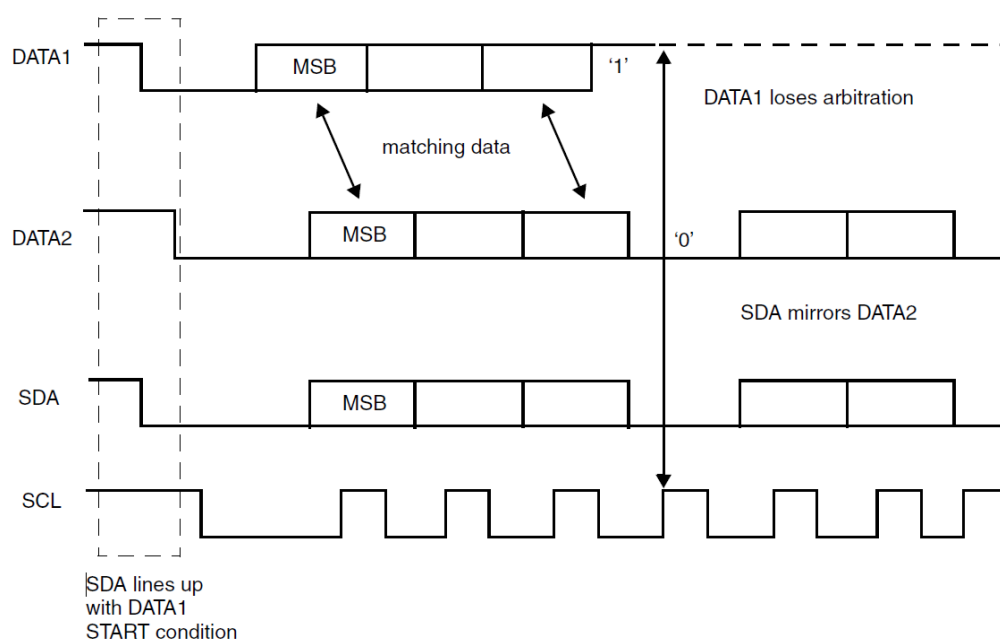 DATA1
MSB
‘1’
DATA1 loses arbitration
matching data
DATA2
MSB
‘0’
SDA mirrors DATA2
SDA
MSB
SCL
SDA lines up
with DATA1
START condition